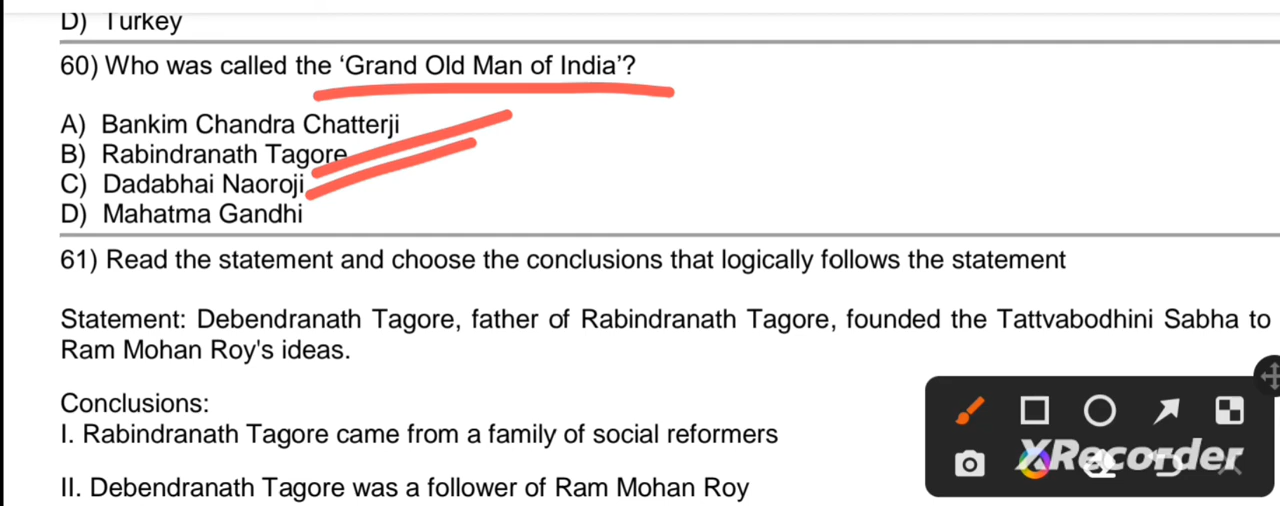 D) Turkey
60) Who was called the ‘Grand Old Man of India’?
A) Bankim Chandra Chatterji
B) Rabindranath Tagore
C) Dadabhai Naoroji
D) Mahatma Gandhi
61) Read the statement and choose the conclusions that logically follows the statement
Statement: Debendranath Tagore, father of Rabindranath Tagore, founded the Tattvabodhini Sabha to
Ram Mohan Roy's ideas.
Conclusions:
I. Rabindranath Tagore came from a family of social reformers
II. Debendranath Tagore was a follower of Ram Mohan Roy
XRecorder